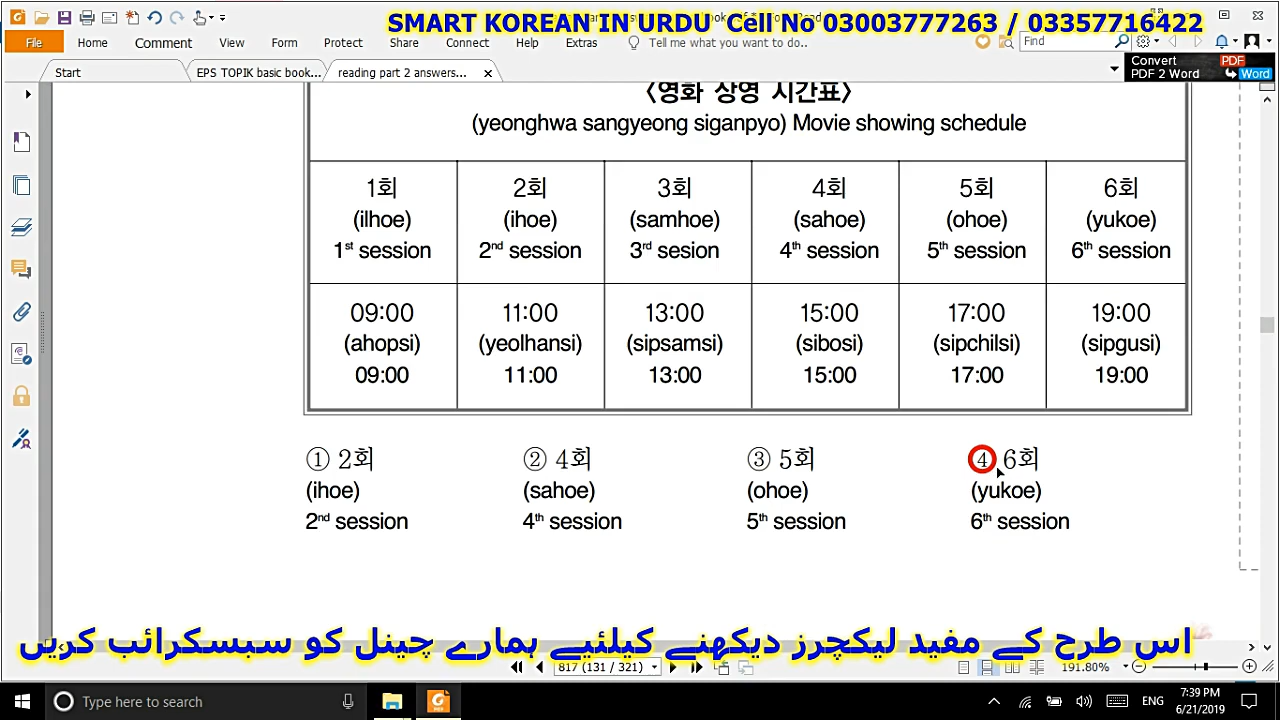 SMART KOREAN IN URDU Cell No 03003777263 / 03357716422
File Home Comment View Form Protect Share Connect Extras Tell me what you want to do.. Find
Start EPS TOPIK basic book... reading part 2 answers...
Convert PDF
PDF 2 Word Word
〈영화 상영 시간표〉
(yeonghwa sangyeong siganpyo) Movie showing schedule
1회 2회 3회 4회 5회 6회
(ilhoe) (ihoe) (samhoe) (sahoe) (ohoe) (yukoe)
1st session 2nd session 3rd sesion 4th session 5th session 6th session
09:00 11:00 13:00 15:00 17:00 19:00
(ahopsi) (yeolhansi) (sipsamsi) (sibosi) (sipchilsi) (sipgusi)
09:00 11:00 13:00 15:00 17:00 19:00
① 2회 ② 4회 ③ 5회 ④ 6회
(ihoe) (sahoe) (ohoe) (yukoe)
2nd session 4th session 5th session 6th session
اس طرح کے مفید لیکچرز دیکھنے کیلئیے ہمارے چینل کو سبسکرائب کریں
817 (131 / 321) 191.80%
Type here to search ENG 7:39 PM
6/21/2019